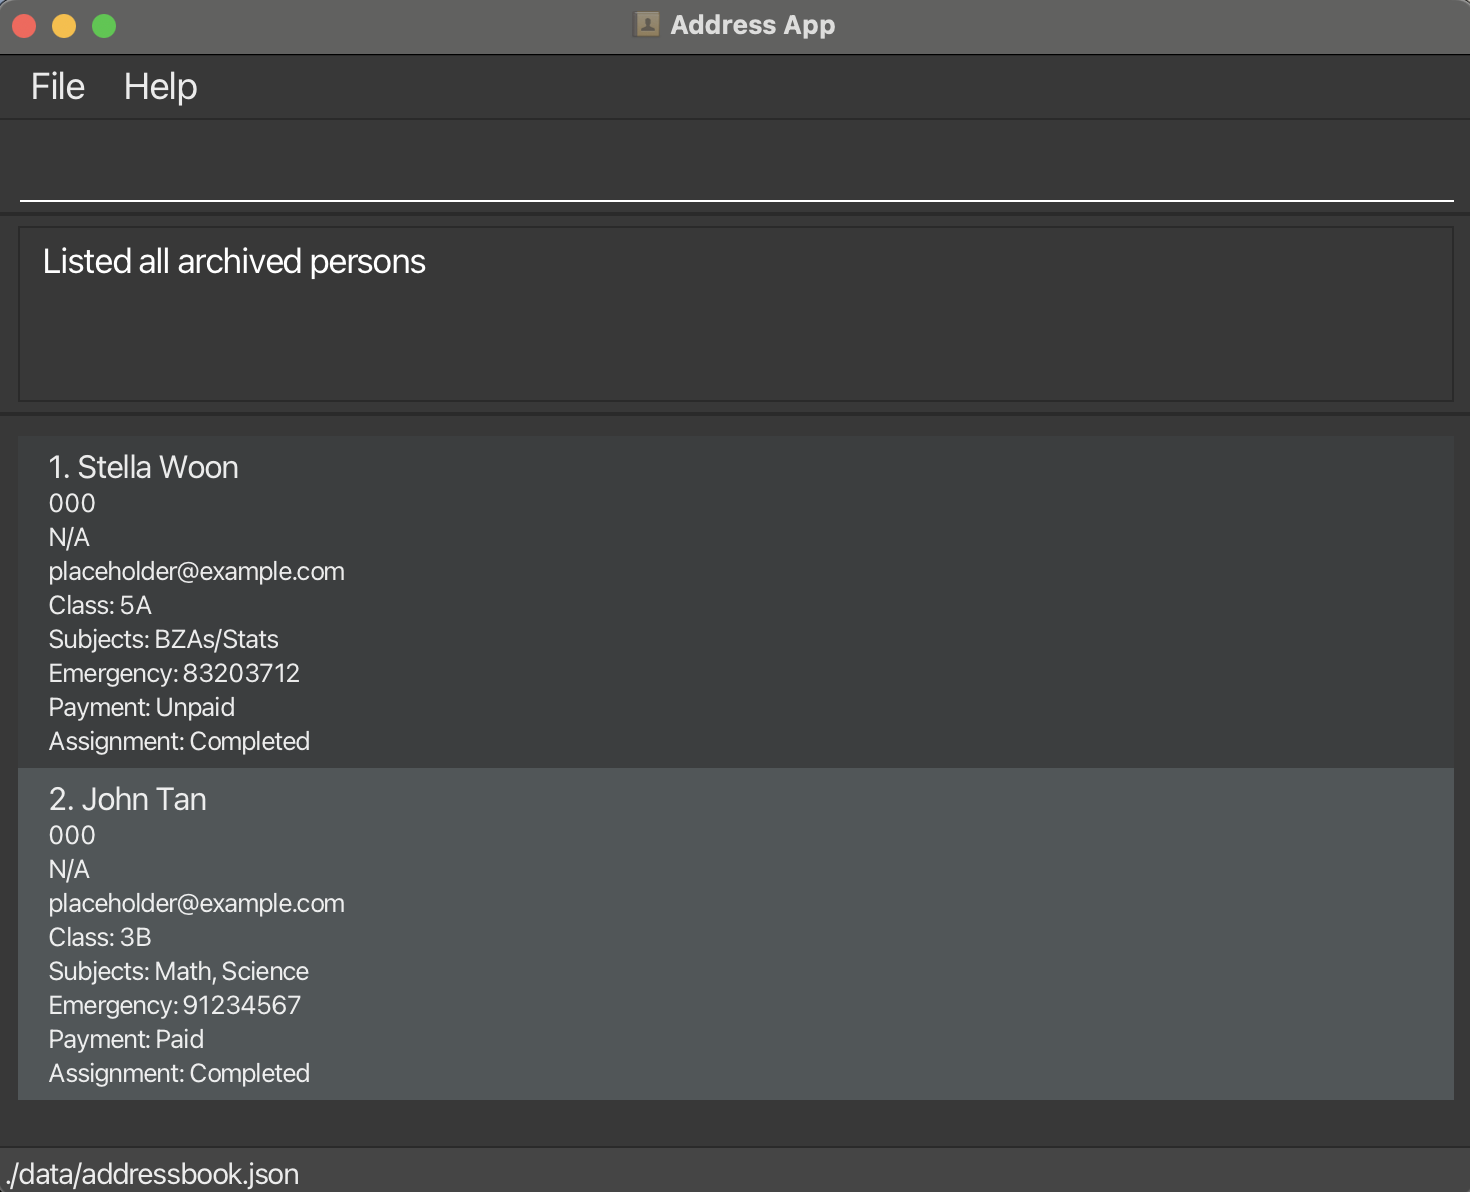 Address App
File Help
Listed all archived persons
1. Stella Woon
000
N/A
placeholder@example.com
Class: 5A
Subjects: BZAs/Stats
Emergency: 83203712
Payment: Unpaid
Assignment: Completed
2. John Tan
000
N/A
placeholder@example.com
Class: 3B
Subjects: Math, Science
Emergency: 91234567
Payment: Paid
Assignment: Completed
./data/addressbook.json